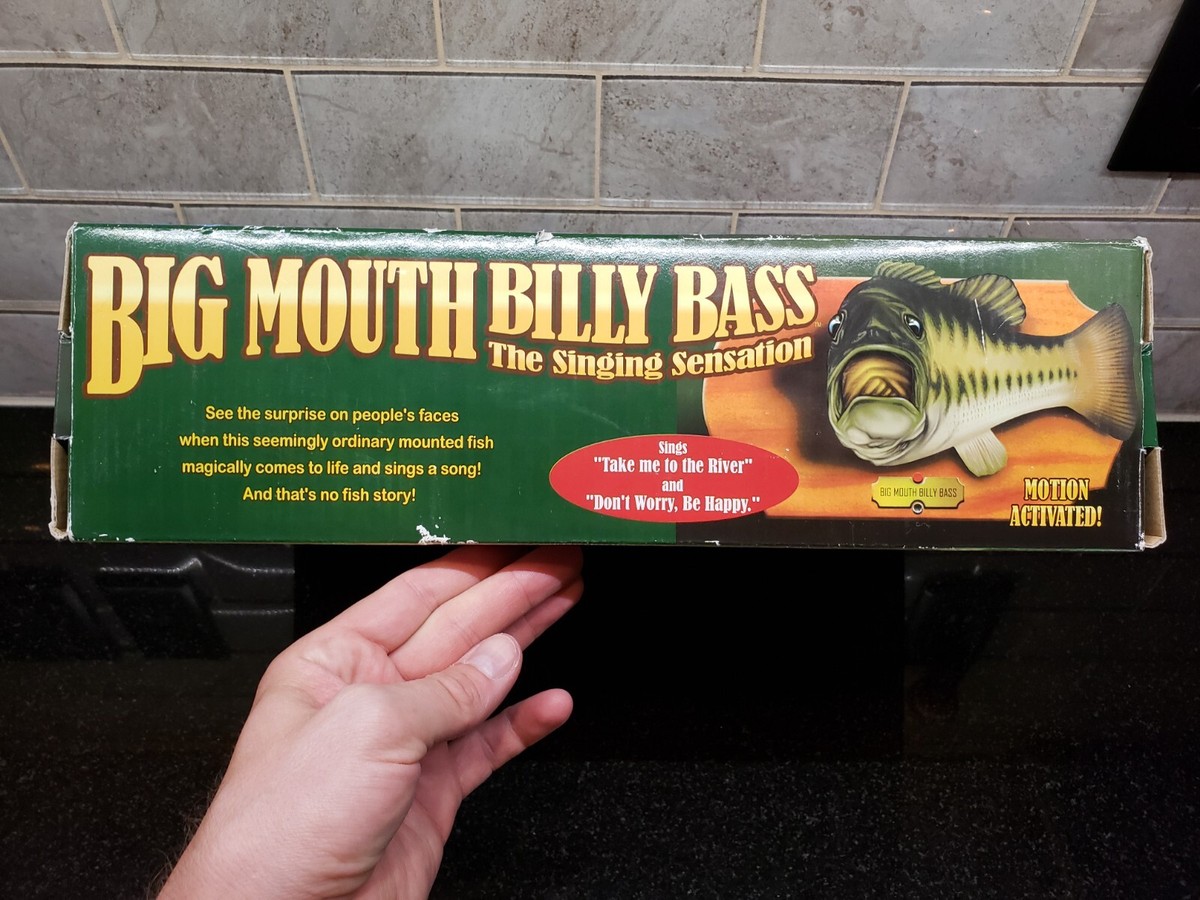 BIG MOUTH BILLY BASS™
The Singing Sensation
See the surprise on people's faces
when this seemingly ordinary mounted fish
magically comes to life and sings a song!
And that's no fish story!
Sings
"Take me to the River"
and
"Don't Worry, Be Happy."
BIG MOUTH BILLY BASS
MOTION
ACTIVATED!